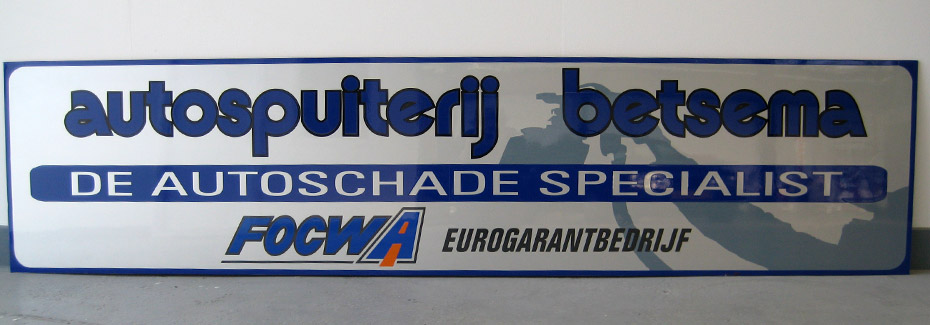 autospuiterij betsema
DE AUTOSCHADE SPECIALIST
FOCWA EUROGARANTBEDRIJF